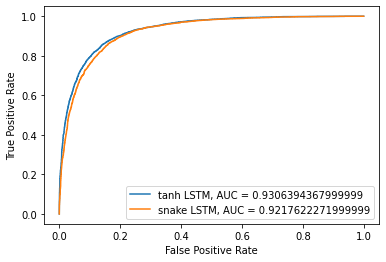 1.0
0.8
0.6
0.4
0.2
0.0
True Positive Rate
tanh LSTM, AUC = 0.9306394367999999
snake LSTM, AUC = 0.9217622271999999
0.0 0.2 0.4 0.6 0.8 1.0
False Positive Rate